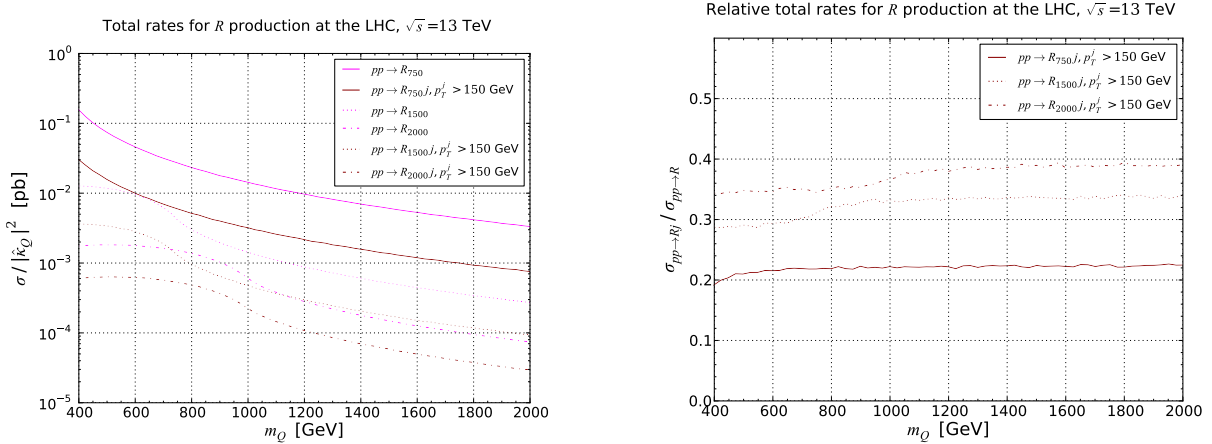 Total rates for R production at the LHC, √s =13 TeV
10^0
10^-1
10^-2
10^-3
10^-4
10^-5
σ/|κ̂_Q|^2 [pb]
pp→R_750
pp→R_750 j, p_T^j >150 GeV
pp→R_1500
pp→R_2000
pp→R_1500 j, p_T^j >150 GeV
pp→R_2000 j, p_T^j >150 GeV
400 600 800 1000 1200 1400 1600 1800 2000
m_Q [GeV]
Relative total rates for R production at the LHC, √s =13 TeV
0.5
0.4
0.3
0.2
0.1
0.0
σ_pp→Rj / σ_pp→R
pp→R_750 j, p_T^j >150 GeV
pp→R_1500 j, p_T^j >150 GeV
pp→R_2000 j, p_T^j >150 GeV
400 600 800 1000 1200 1400 1600 1800 2000
m_Q [GeV]